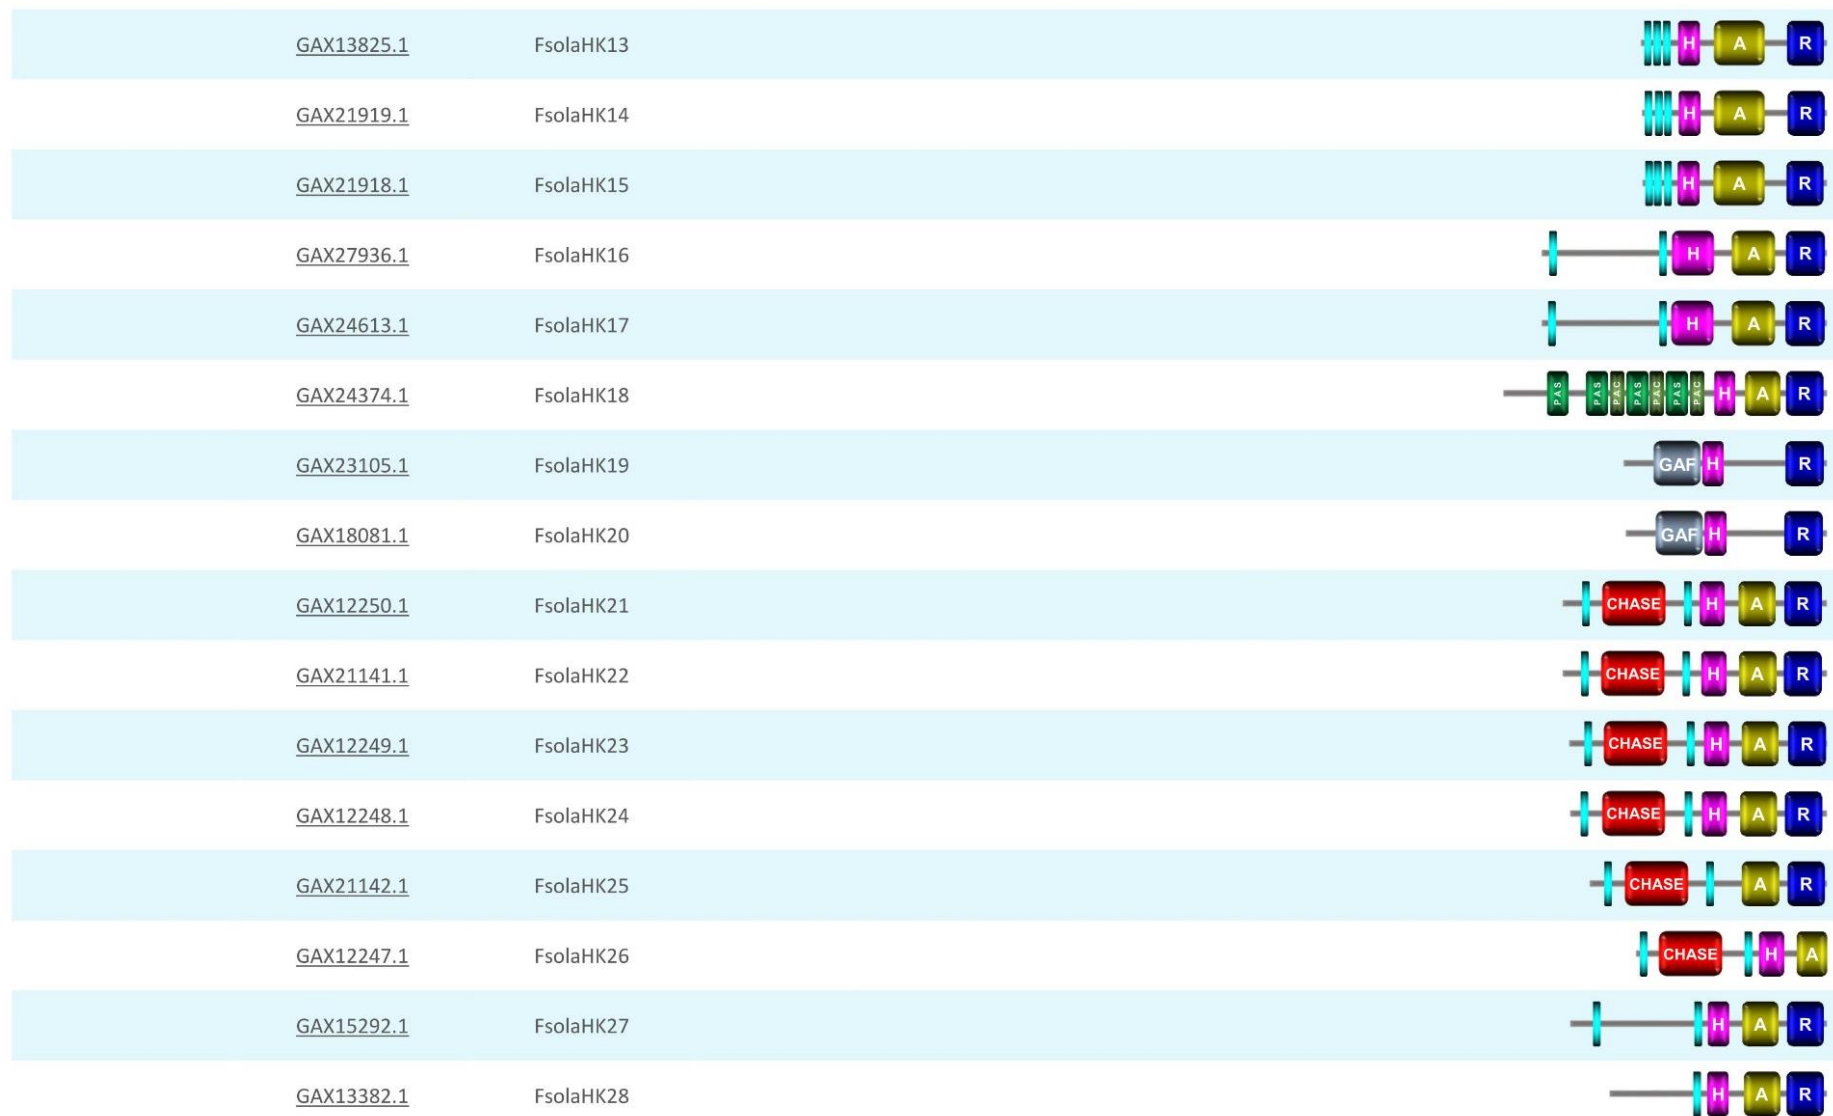 GAX13825.1 FsolaHK13 H A R
GAX21919.1 FsolaHK14 H A R
GAX21918.1 FsolaHK15 H A R
GAX27936.1 FsolaHK16 H A R
GAX24613.1 FsolaHK17 H A R
GAX24374.1 FsolaHK18 PAS PAS PAC PAS PAC PAS PAC H A R
GAX23105.1 FsolaHK19 GAF H R
GAX18081.1 FsolaHK20 GAF H R
GAX12250.1 FsolaHK21 CHASE H A R
GAX21141.1 FsolaHK22 CHASE H A R
GAX12249.1 FsolaHK23 CHASE H A R
GAX12248.1 FsolaHK24 CHASE H A R
GAX21142.1 FsolaHK25 CHASE A R
GAX12247.1 FsolaHK26 CHASE H A
GAX15292.1 FsolaHK27 H A R
GAX13382.1 FsolaHK28 H A R